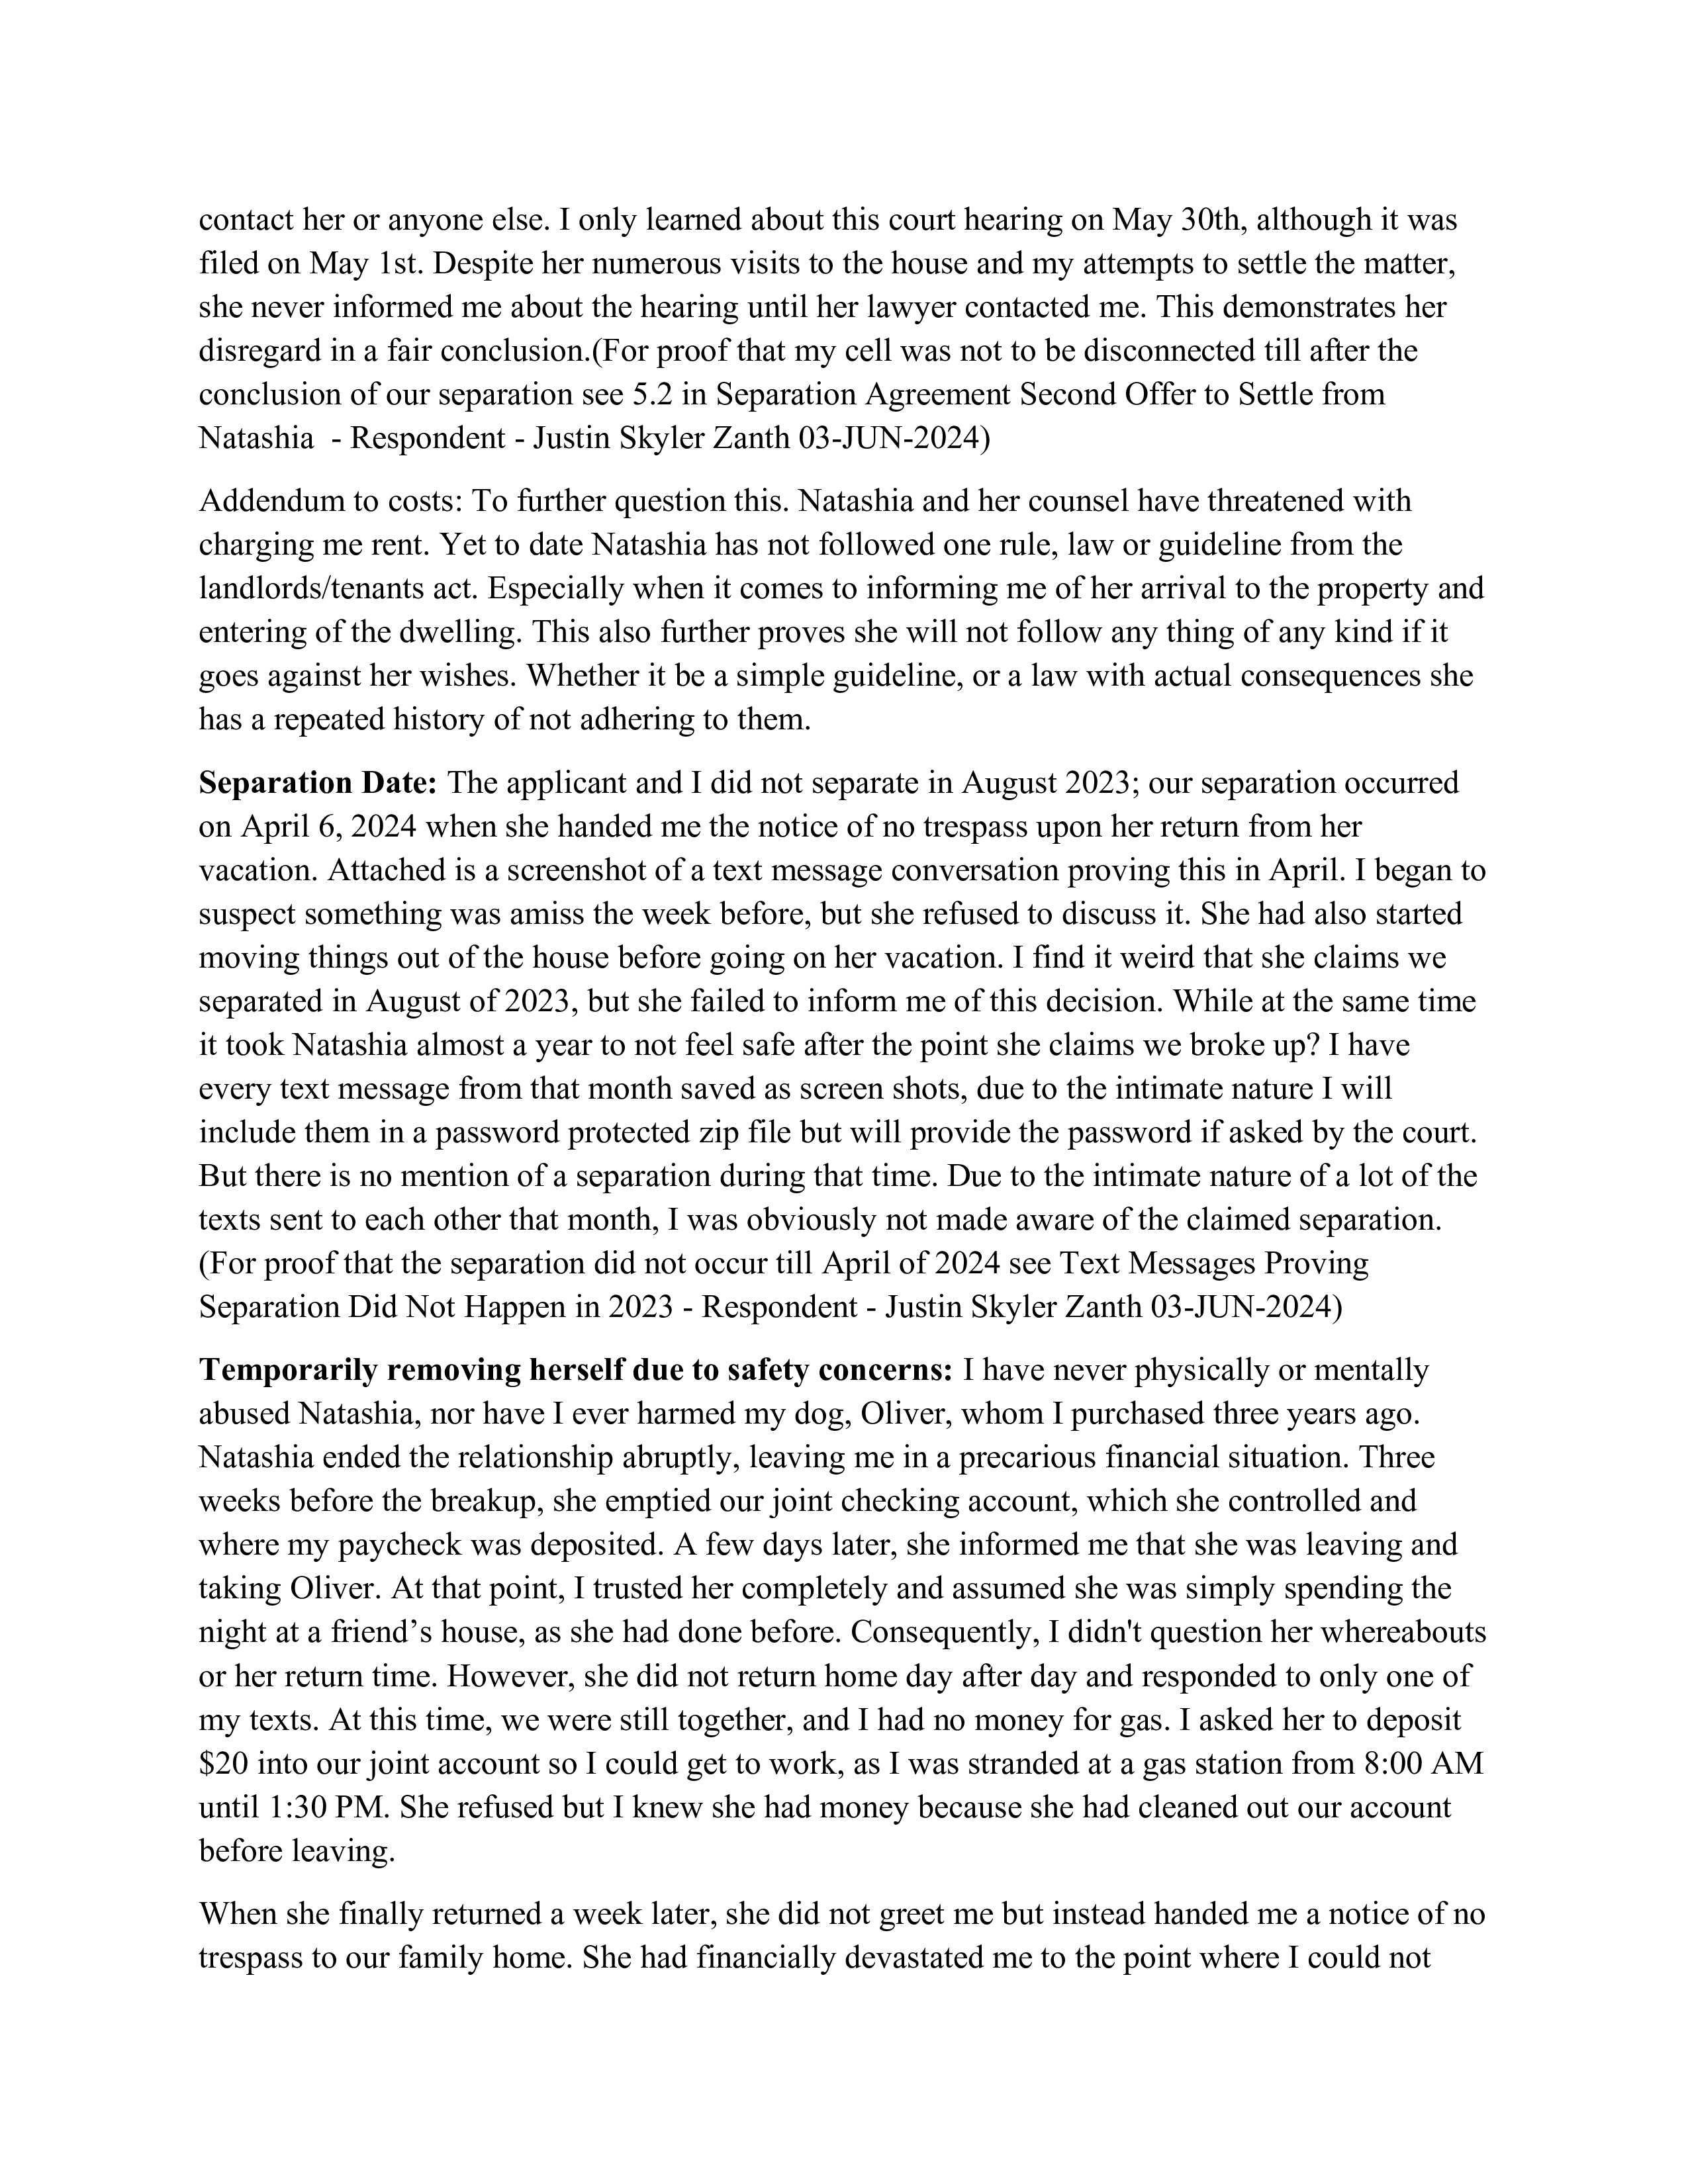 contact her or anyone else. I only learned about this court hearing on May 30th, although it was
filed on May 1st. Despite her numerous visits to the house and my attempts to settle the matter,
she never informed me about the hearing until her lawyer contacted me. This demonstrates her
disregard in a fair conclusion.(For proof that my cell was not to be disconnected till after the
conclusion of our separation see 5.2 in Separation Agreement Second Offer to Settle from
Natashia  - Respondent - Justin Skyler Zanth 03-JUN-2024)
Addendum to costs: To further question this. Natashia and her counsel have threatened with
charging me rent. Yet to date Natashia has not followed one rule, law or guideline from the
landlords/tenants act. Especially when it comes to informing me of her arrival to the property and
entering of the dwelling. This also further proves she will not follow any thing of any kind if it
goes against her wishes. Whether it be a simple guideline, or a law with actual consequences she
has a repeated history of not adhering to them.
Separation Date: The applicant and I did not separate in August 2023; our separation occurred
on April 6, 2024 when she handed me the notice of no trespass upon her return from her
vacation. Attached is a screenshot of a text message conversation proving this in April. I began to
suspect something was amiss the week before, but she refused to discuss it. She had also started
moving things out of the house before going on her vacation. I find it weird that she claims we
separated in August of 2023, but she failed to inform me of this decision. While at the same time
it took Natashia almost a year to not feel safe after the point she claims we broke up? I have
every text message from that month saved as screen shots, due to the intimate nature I will
include them in a password protected zip file but will provide the password if asked by the court.
But there is no mention of a separation during that time. Due to the intimate nature of a lot of the
texts sent to each other that month, I was obviously not made aware of the claimed separation.
(For proof that the separation did not occur till April of 2024 see Text Messages Proving
Separation Did Not Happen in 2023 - Respondent - Justin Skyler Zanth 03-JUN-2024)
Temporarily removing herself due to safety concerns: I have never physically or mentally
abused Natashia, nor have I ever harmed my dog, Oliver, whom I purchased three years ago.
Natashia ended the relationship abruptly, leaving me in a precarious financial situation. Three
weeks before the breakup, she emptied our joint checking account, which she controlled and
where my paycheck was deposited. A few days later, she informed me that she was leaving and
taking Oliver. At that point, I trusted her completely and assumed she was simply spending the
night at a friend’s house, as she had done before. Consequently, I didn't question her whereabouts
or her return time. However, she did not return home day after day and responded to only one of
my texts. At this time, we were still together, and I had no money for gas. I asked her to deposit
$20 into our joint account so I could get to work, as I was stranded at a gas station from 8:00 AM
until 1:30 PM. She refused but I knew she had money because she had cleaned out our account
before leaving.
When she finally returned a week later, she did not greet me but instead handed me a notice of no
trespass to our family home. She had financially devastated me to the point where I could not